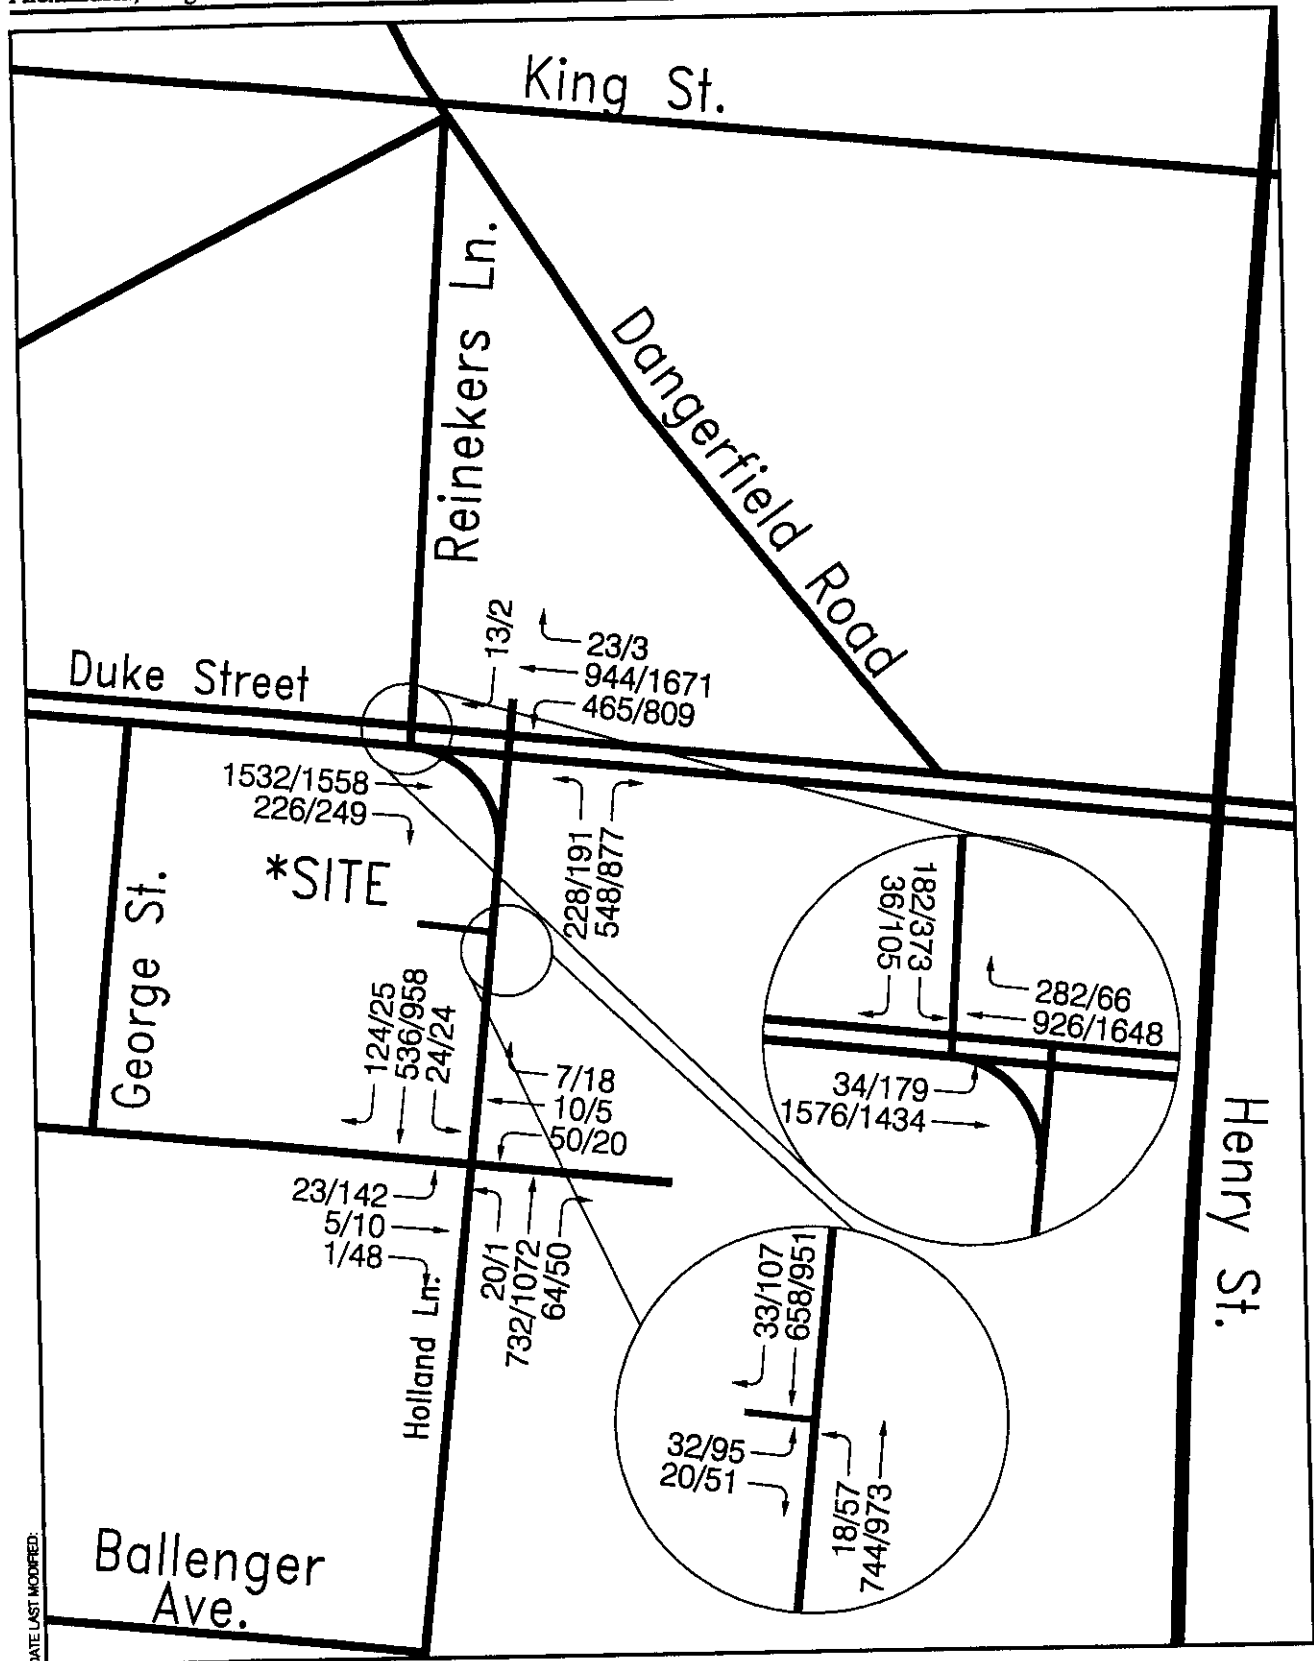 King St.
Reinekers Ln.
Dangerfield Road
Duke Street
13/2
23/3
944/1671
465/809
1532/1558
226/249
*SITE
228/191
548/877
George St.
182/373
36/105
282/66
926/1648
34/179
1576/1434
124/25
536/958
24/24
7/18
10/5
50/20
23/142
5/10
1/48
20/1
732/1072
64/50
Holland Ln.
Henry St.
33/107
658/951
32/95
20/51
18/57
744/973
Ballenger
Ave.
DATE LAST MODIFIED: